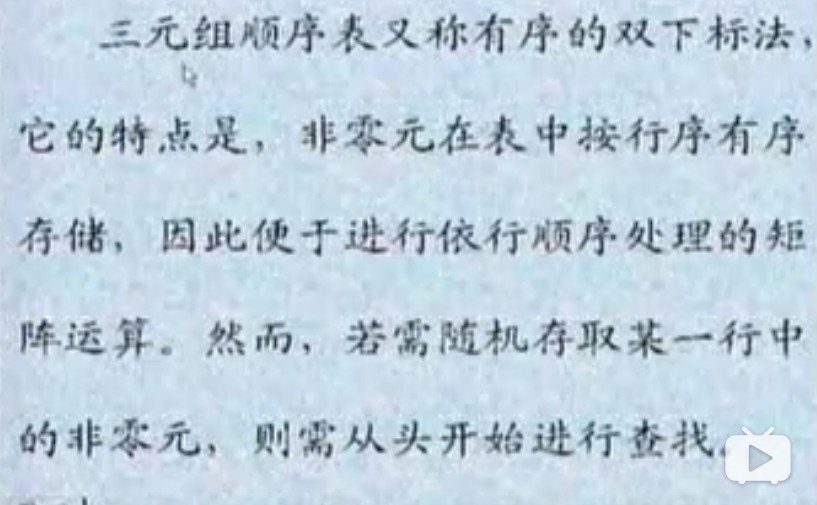 三元组顺序表又称有序的双下标法，
它的特点是，非零元在表中按行序有序
存储，因此便于进行依行顺序处理的矩
阵运算。然而，若需随机存取某一行中
的非零元，则需从头开始进行查找。